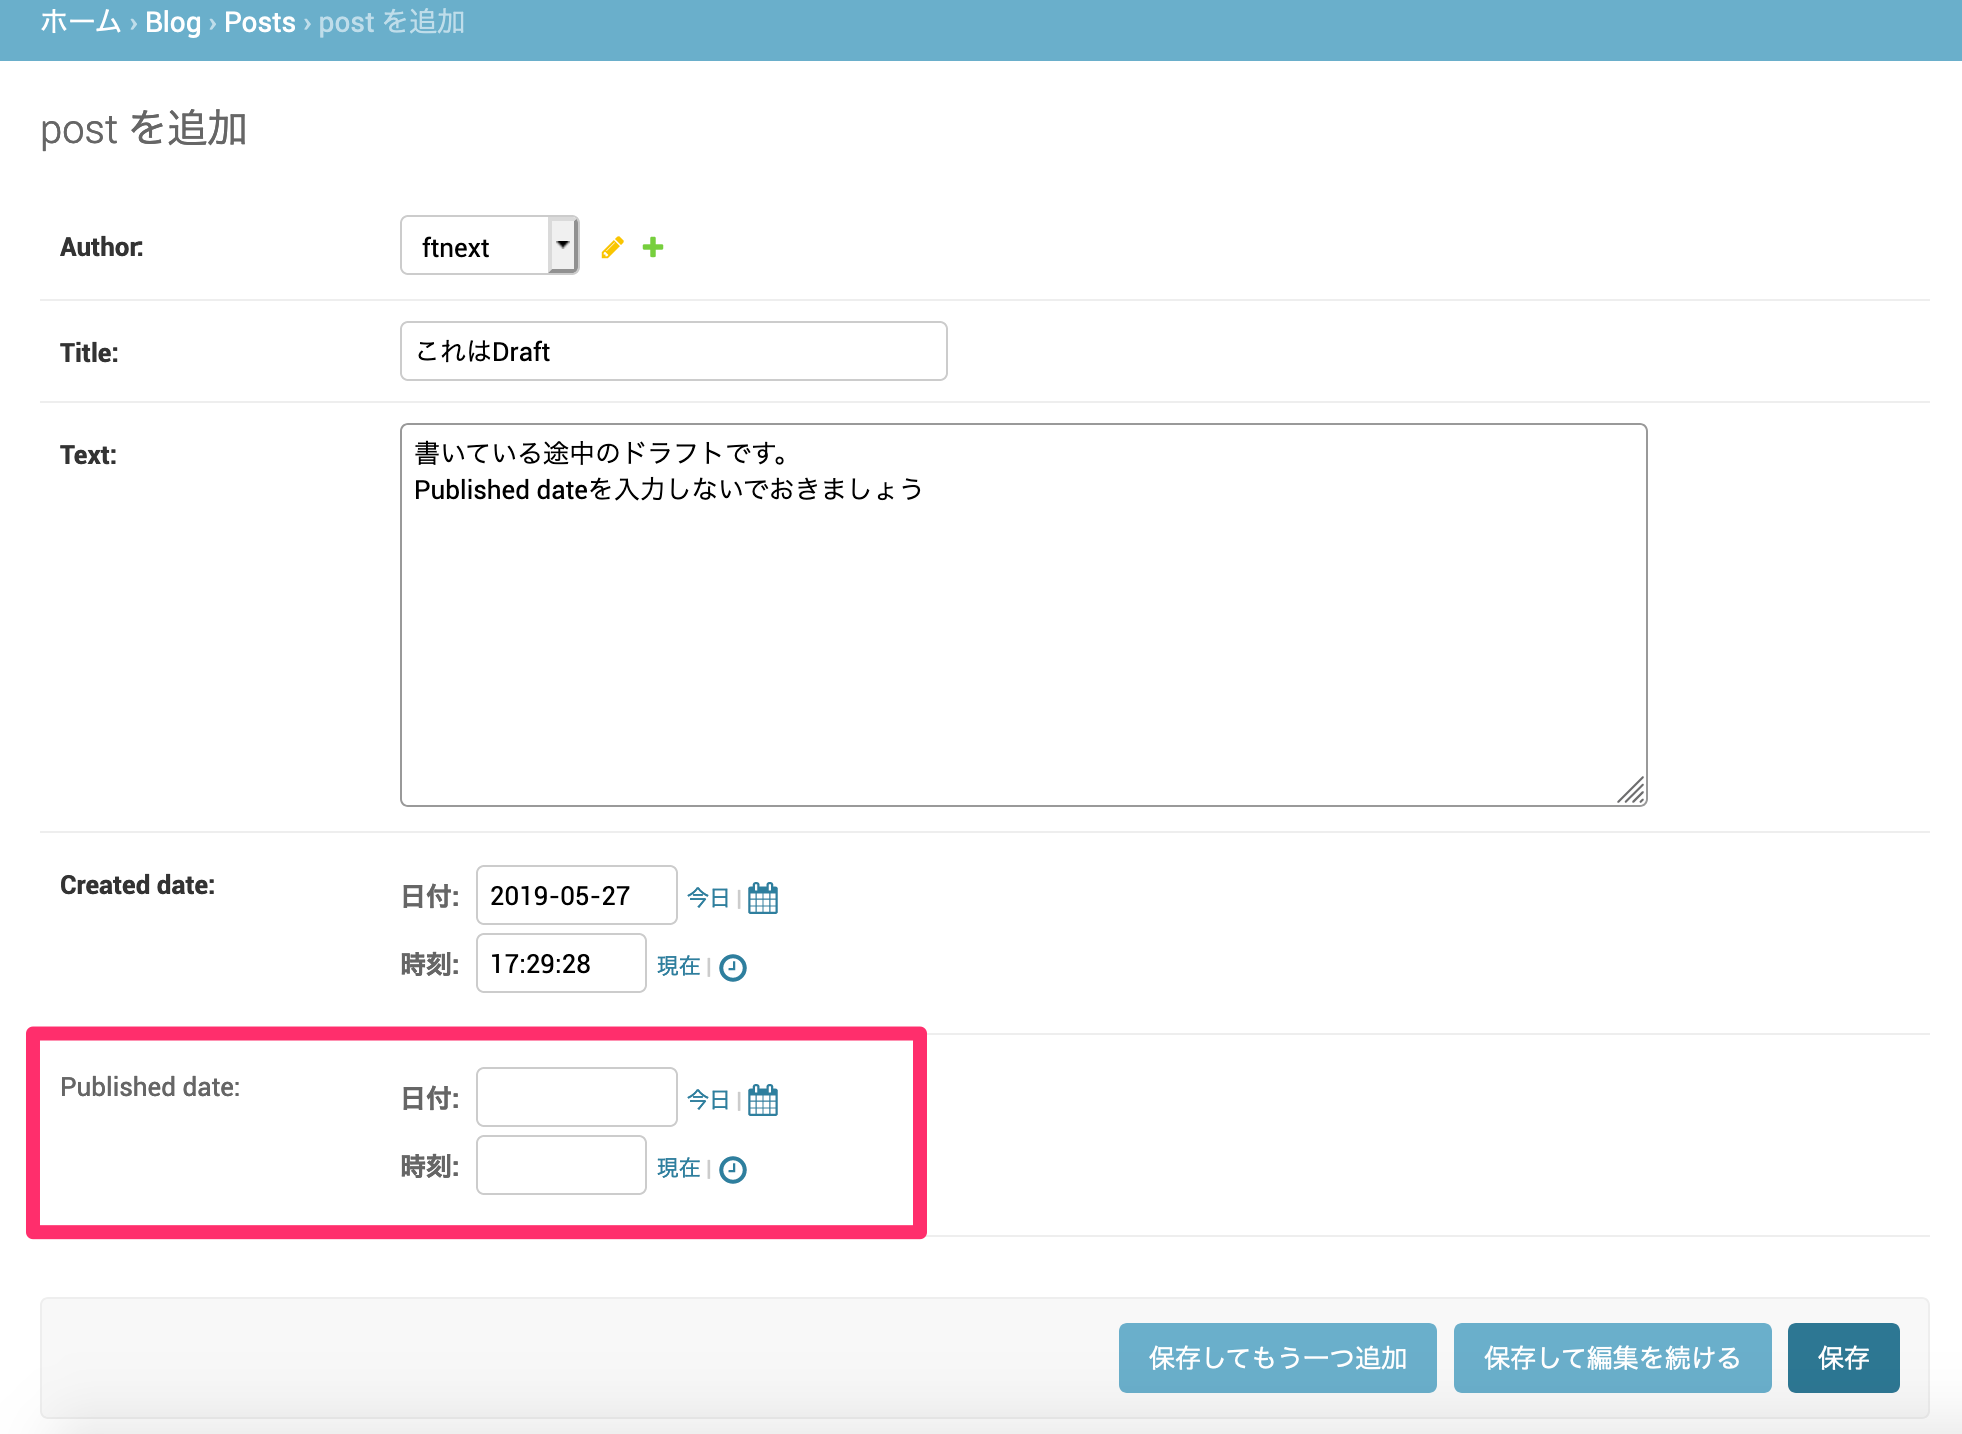 ホーム › Blog › Posts › post を追加
post を追加
Author:
ftnext
Title:
これはDraft
Text:
書いている途中のドラフトです。
Published dateを入力しないでおきましょう
Created date:
日付: 2019-05-27 今日 |
時刻: 17:29:28 現在 |
Published date:
日付: 今日 |
時刻: 現在 |
保存してもう一つ追加
保存して編集を続ける
保存